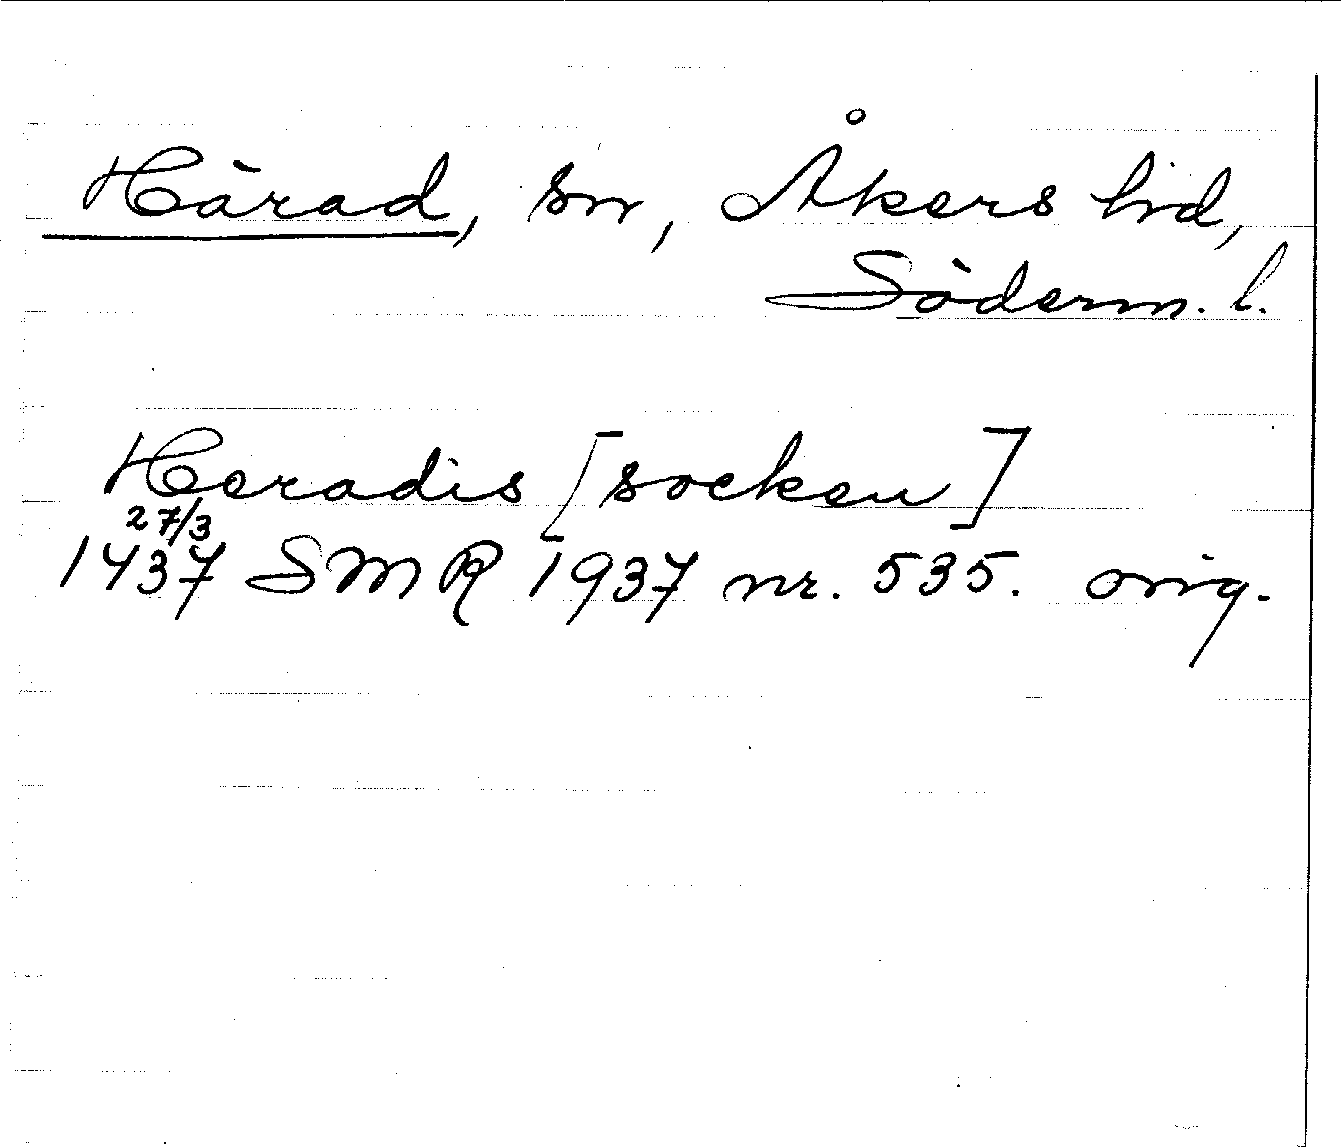 Härad, sn, Åkers hd,
Söderm. l.
Heradis [socken]
27/3
1437 SMR 1937 nr. 535. orig.